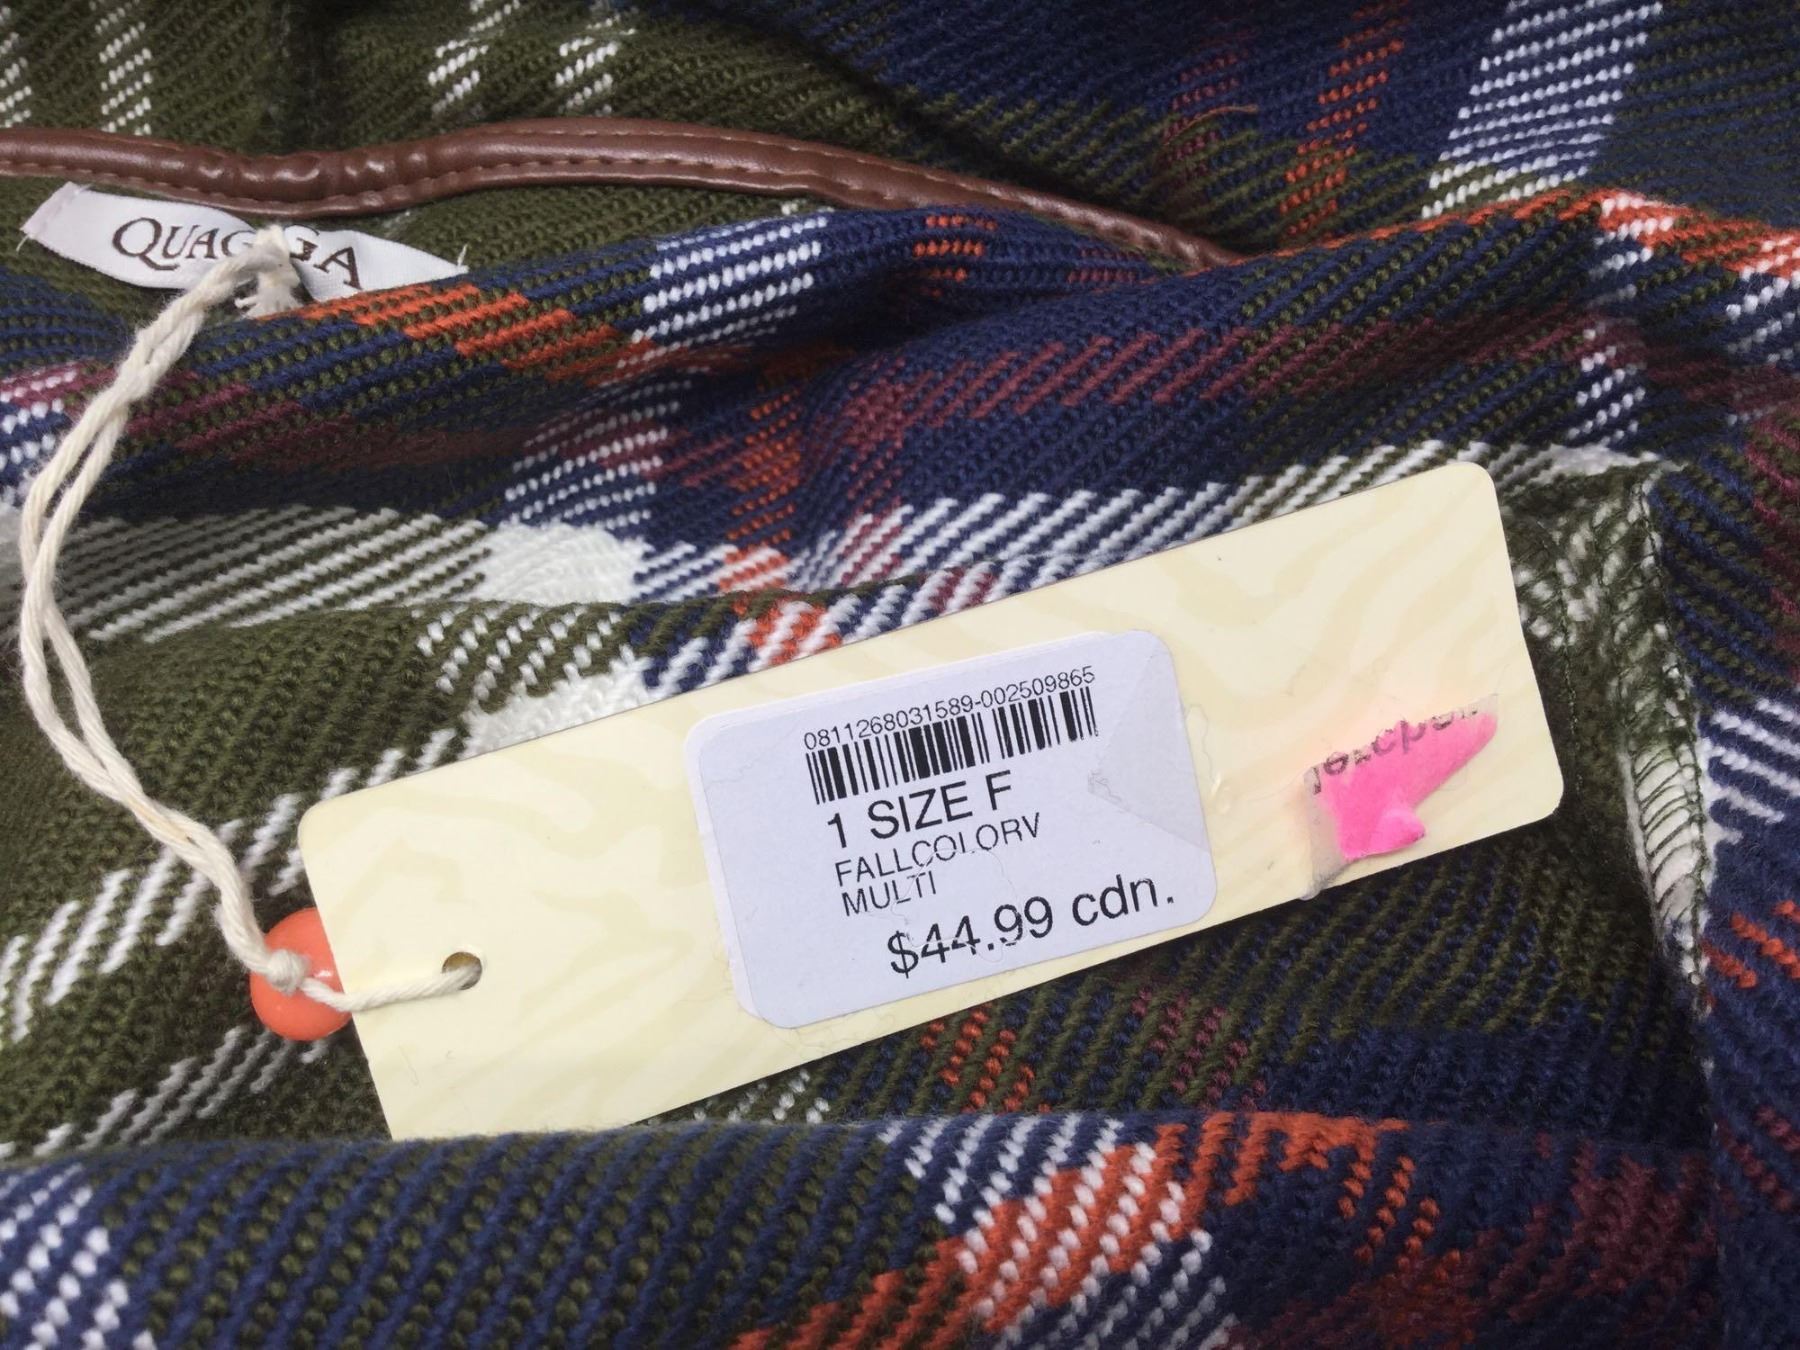 QUAGGA
0811268031589-002509865
1 SIZE F
FALLCOLORV
MULTI
$44.99 cdn.